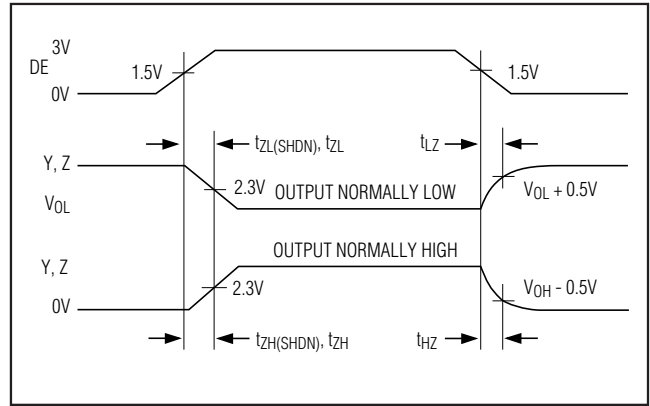 3V
DE
1.5V
1.5V
0V
tZL(SHDN), tZL
tLZ
Y, Z
2.3V
OUTPUT NORMALLY LOW
VOL + 0.5V
VOL
OUTPUT NORMALLY HIGH
Y, Z
2.3V
VOH - 0.5V
0V
tZH(SHDN), tZH
tHZ